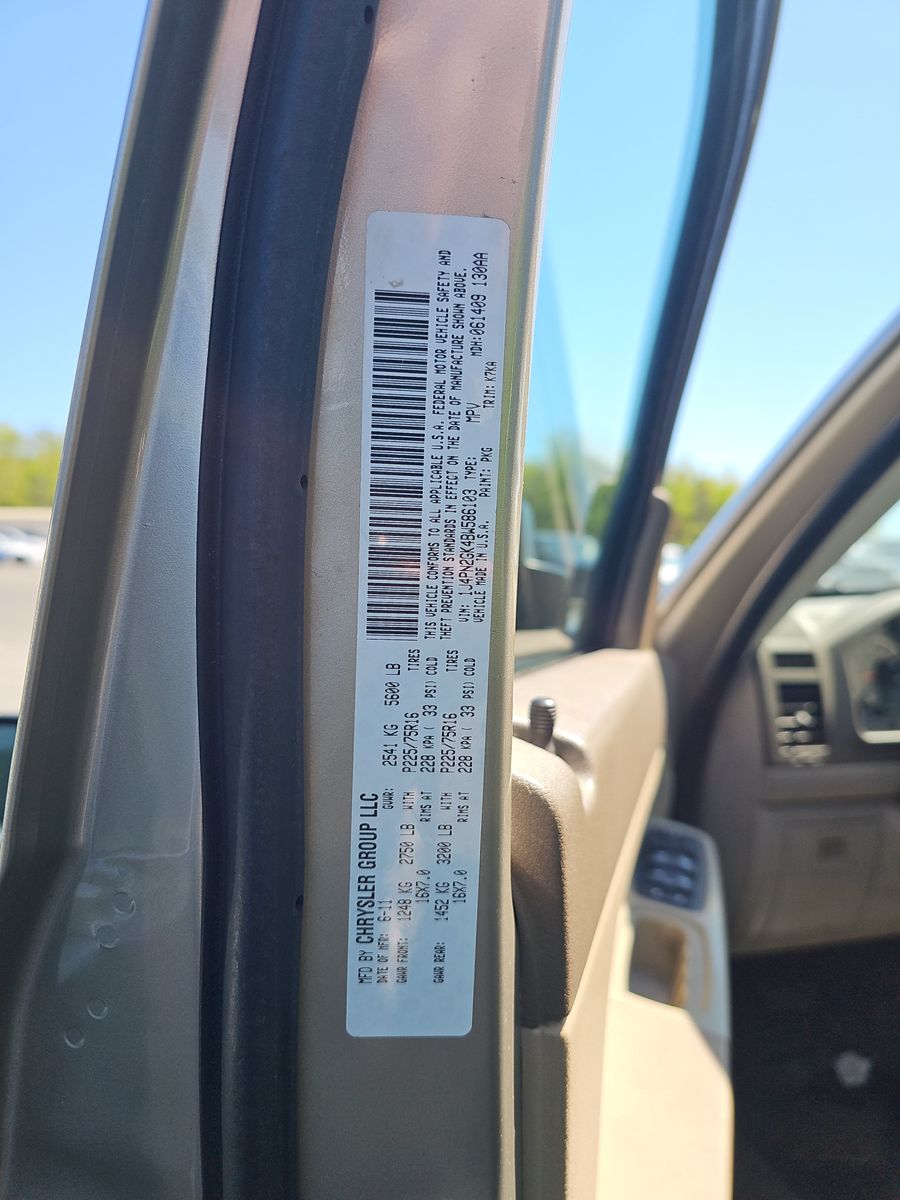 MFD BY CHRYSLER GROUP LLC
DATE OF MFR: 6-11 GVWR: 2541 KG 5600 LB
GAWR FRONT: 1248 KG 2750 LB WITH P225/75R16 TIRES
16X7.0 RIMS AT 228 KPA ( 33 PSI) COLD
GAWR REAR: 1452 KG 3200 LB WITH P225/75R16 TIRES
16X7.0 RIMS AT 228 KPA ( 33 PSI) COLD
THIS VEHICLE CONFORMS TO ALL APPLICABLE U.S.A. FEDERAL MOTOR VEHICLE SAFETY AND
THEFT PREVENTION STANDARDS IN EFFECT ON THE DATE OF MANUFACTURE SHOWN ABOVE.
VIN: 1J4PN2GK4BW586103 TYPE: MPV MDH:061409 130AA
VEHICLE MADE IN U.S.A. PAINT: PKG TRIM: K7KA